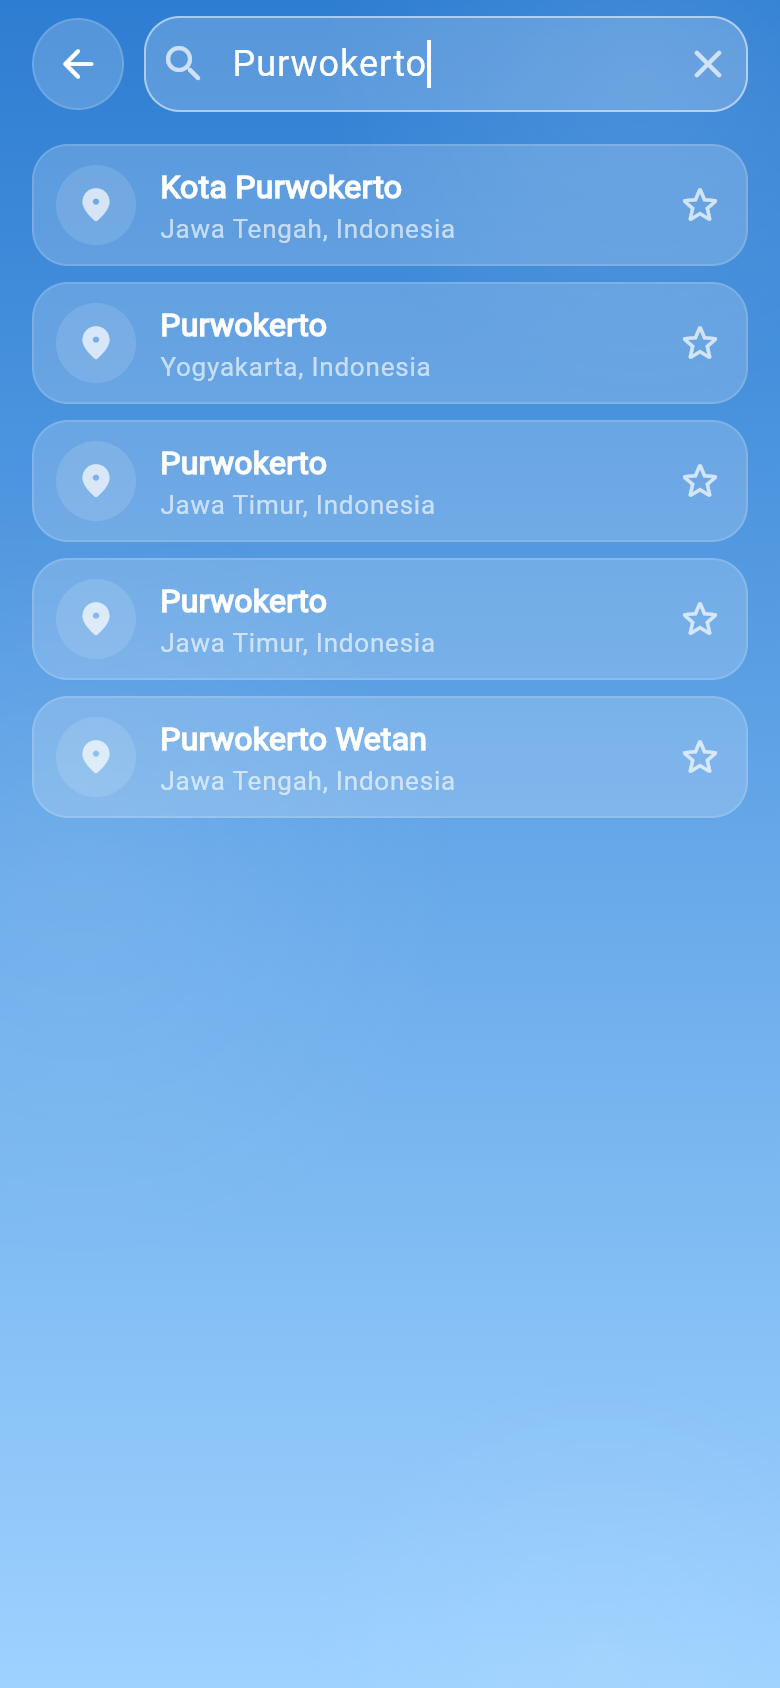 Purwokerto
Kota Purwokerto
Jawa Tengah, Indonesia
Purwokerto
Yogyakarta, Indonesia
Purwokerto
Jawa Timur, Indonesia
Purwokerto
Jawa Timur, Indonesia
Purwokerto Wetan
Jawa Tengah, Indonesia